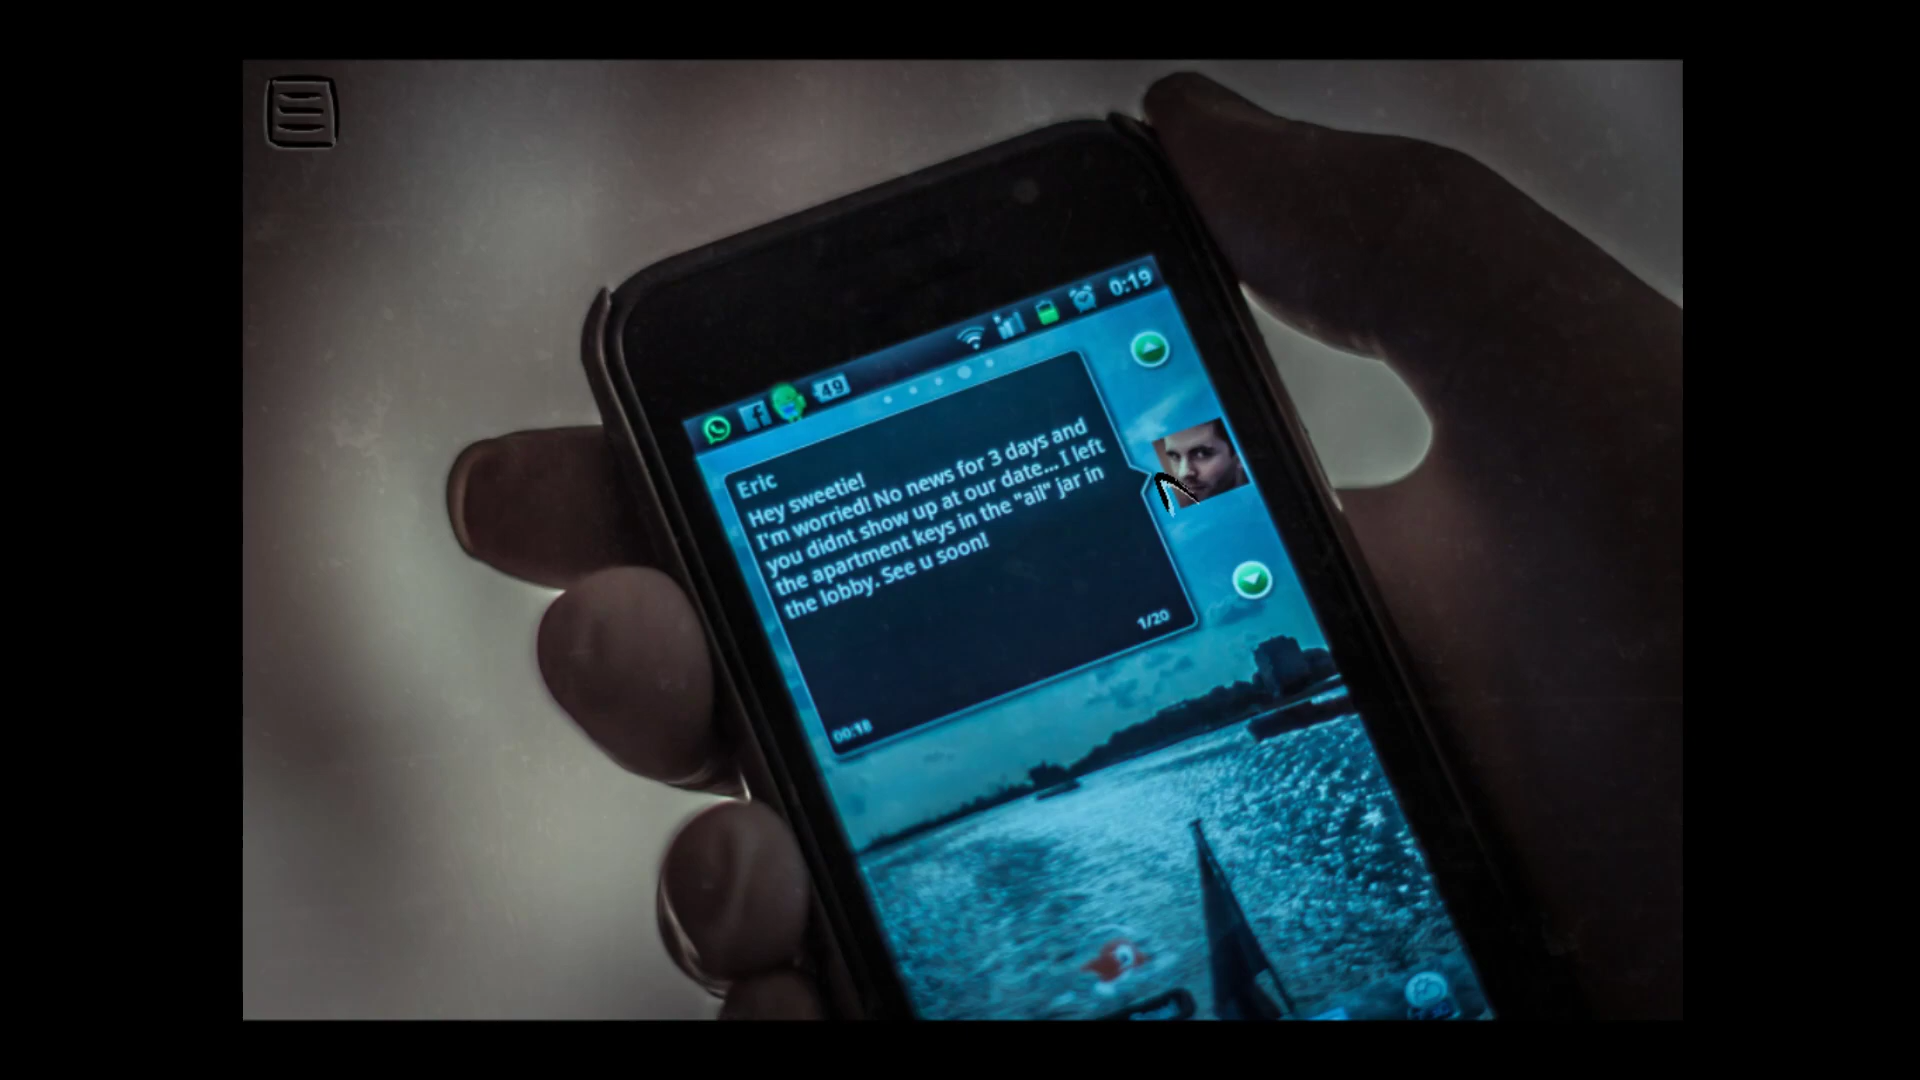 0:19
49
Eric
Hey sweetie!
I'm worried! No news for 3 days and
you didnt show up at our date... I left
the apartment keys in the "ail" jar in
the lobby. See u soon!
1/20
00:18